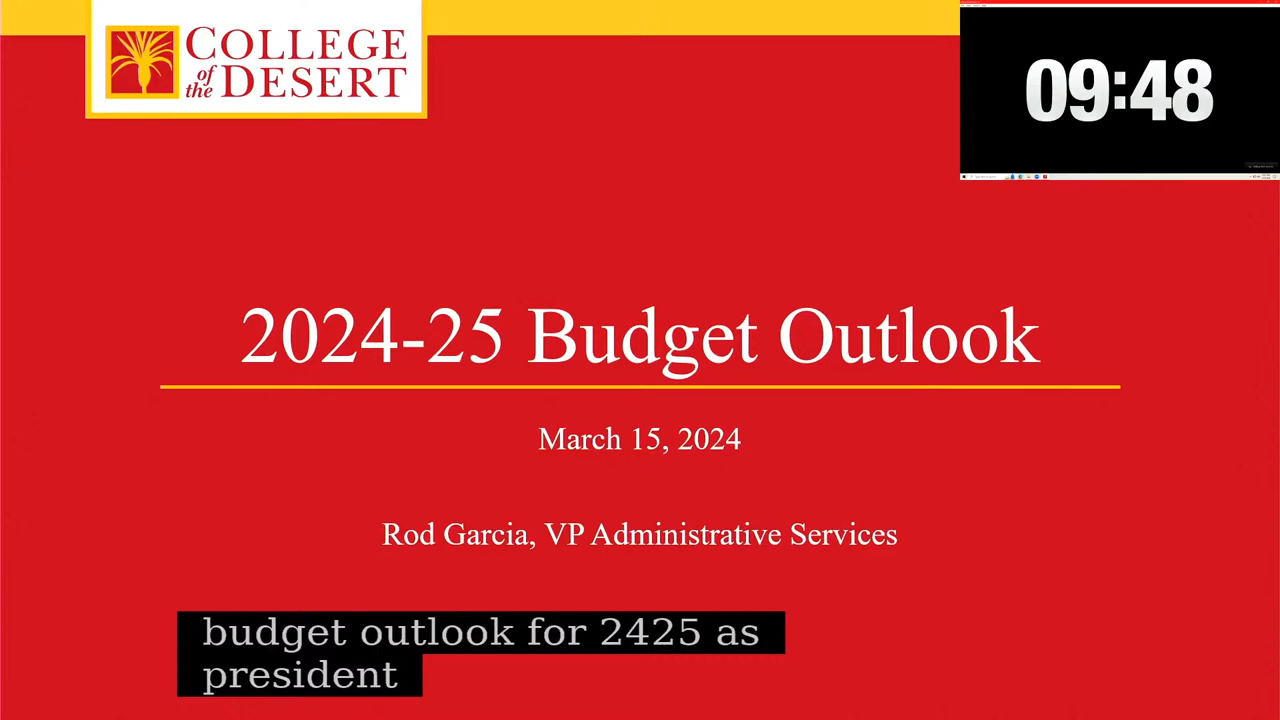 COLLEGE
of the DESERT
09:48
2024-25 Budget Outlook
March 15, 2024
Rod Garcia, VP Administrative Services
budget outlook for 2425 as
president